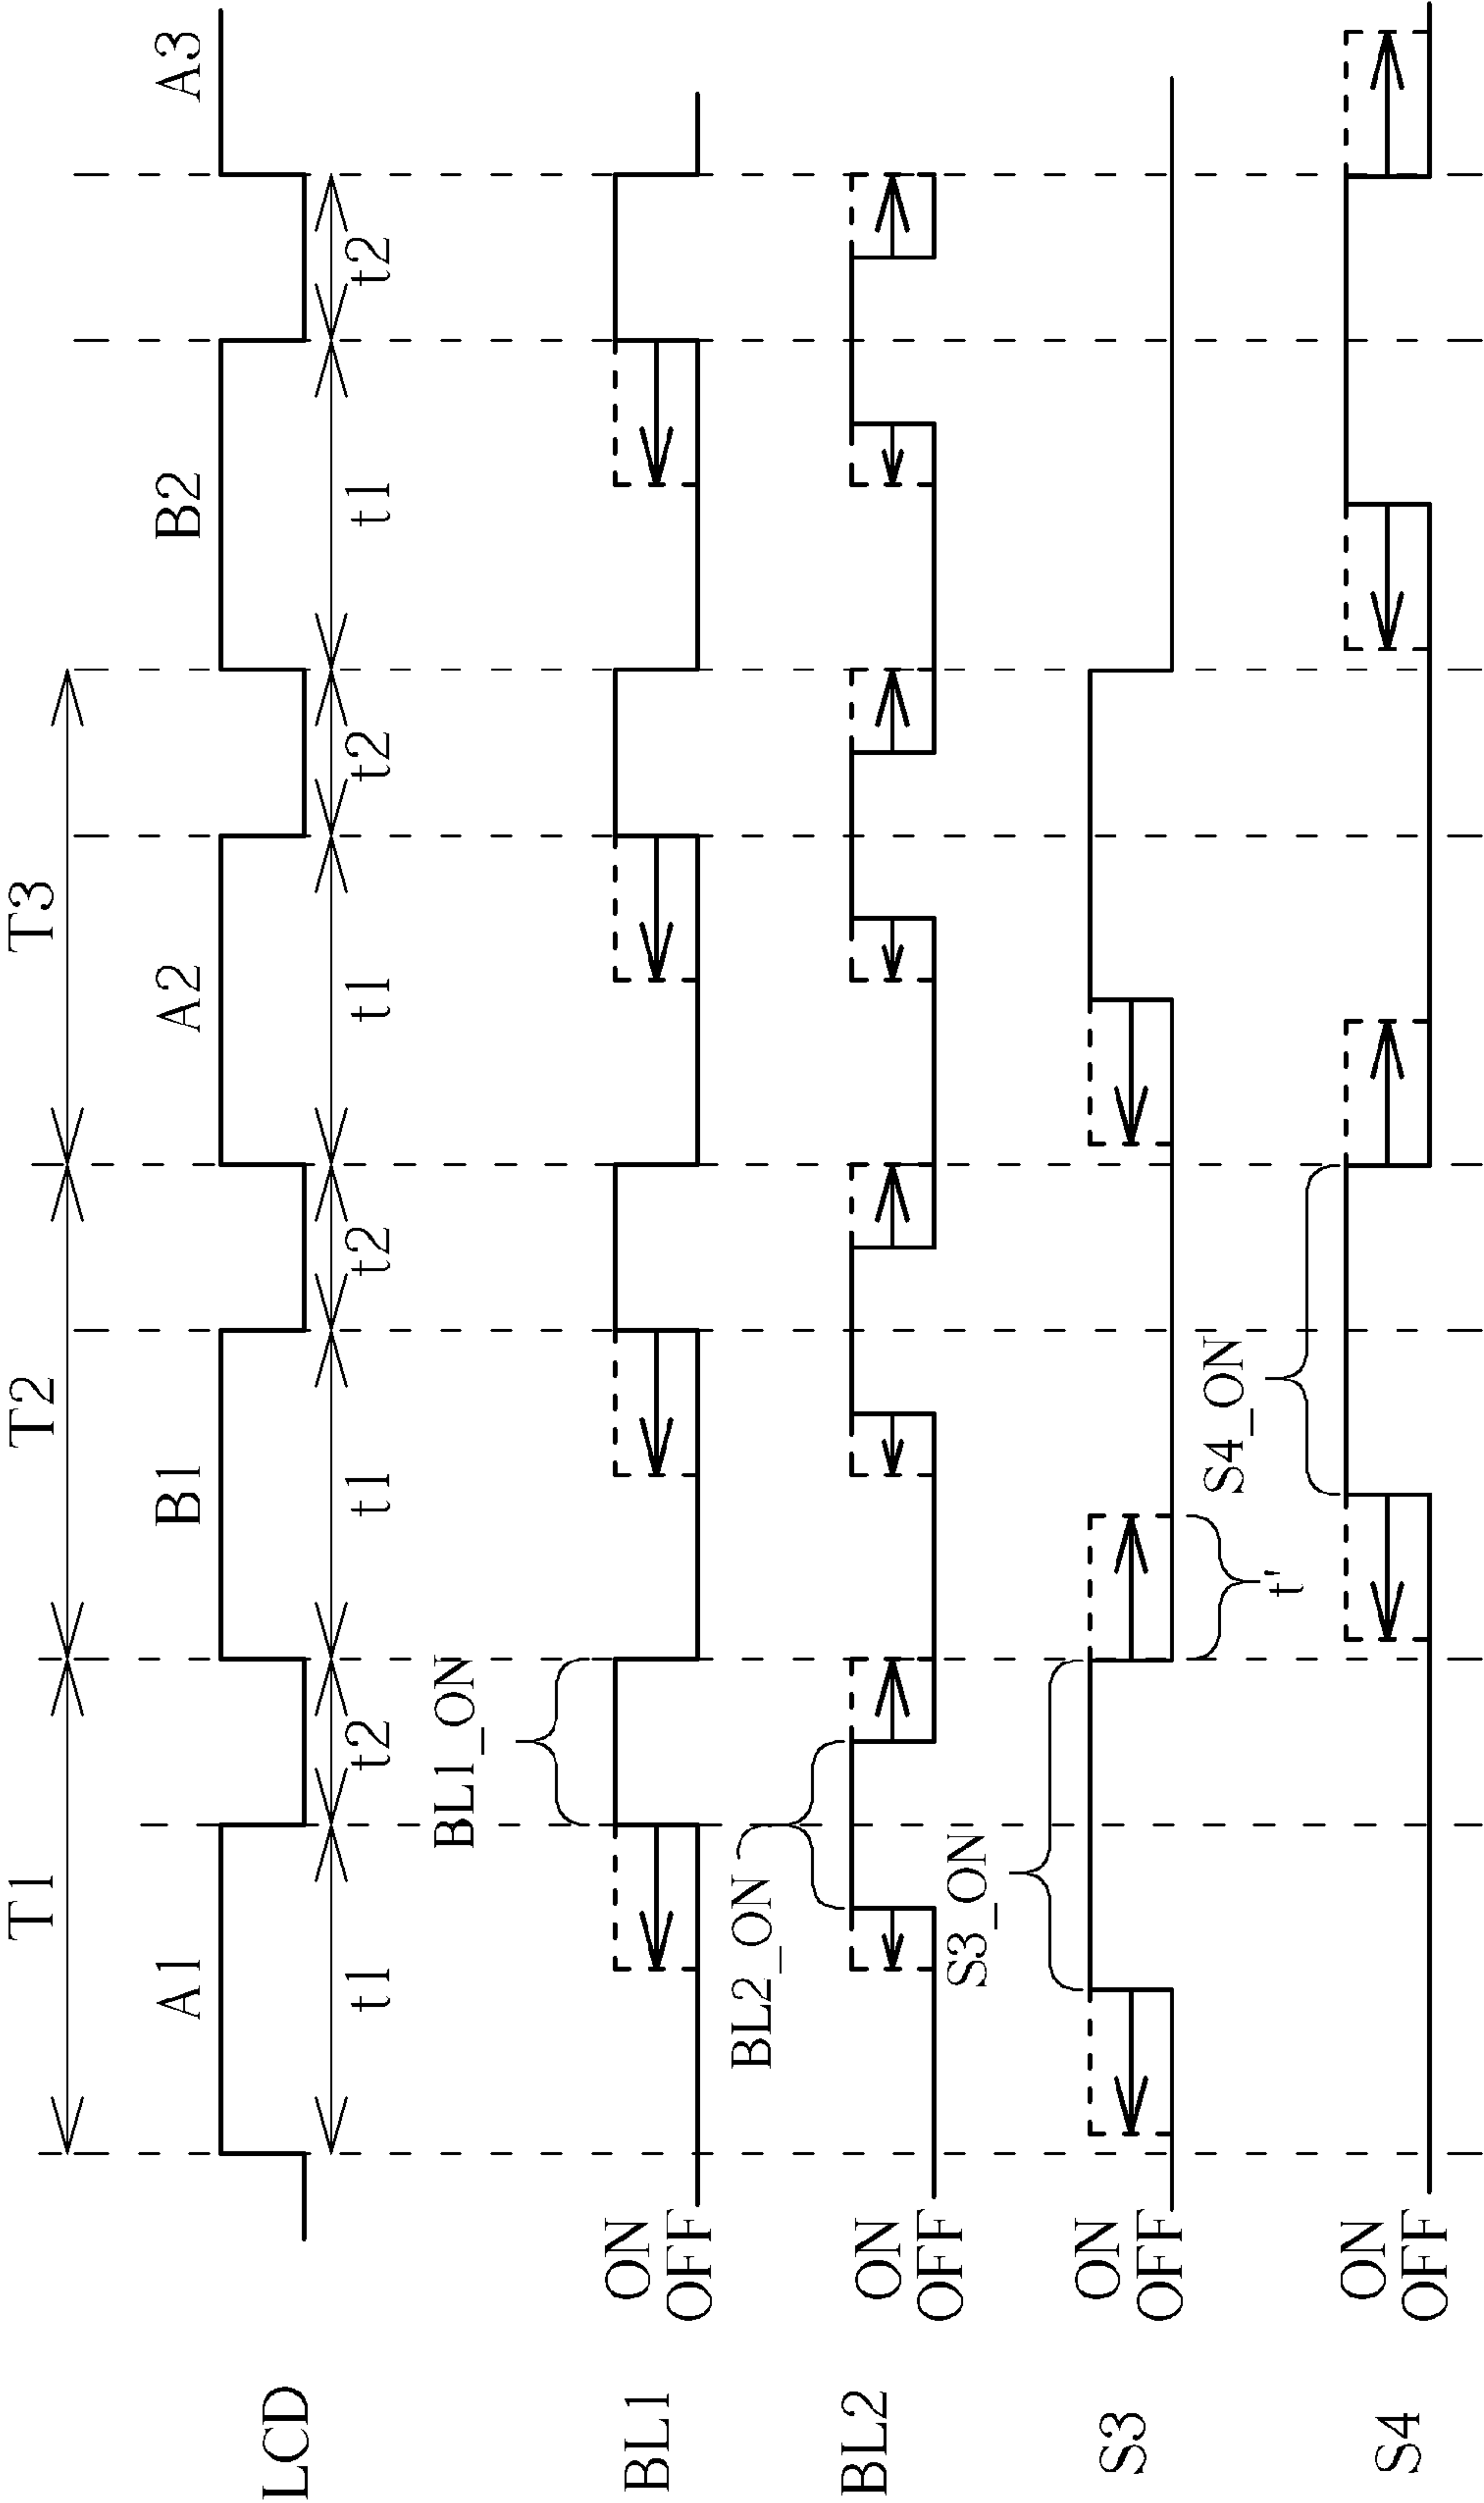 T1 T2 T3
A1 B1 A2 B2 A3
LCD
t1 t2 t1 t2 t1 t2 t1 t2
BL1_ON
BL1 ON
OFF
BL2_ON
BL2 ON
OFF
S3_ON
S3 ON
OFF
t'
S4_ON
S4 ON
OFF